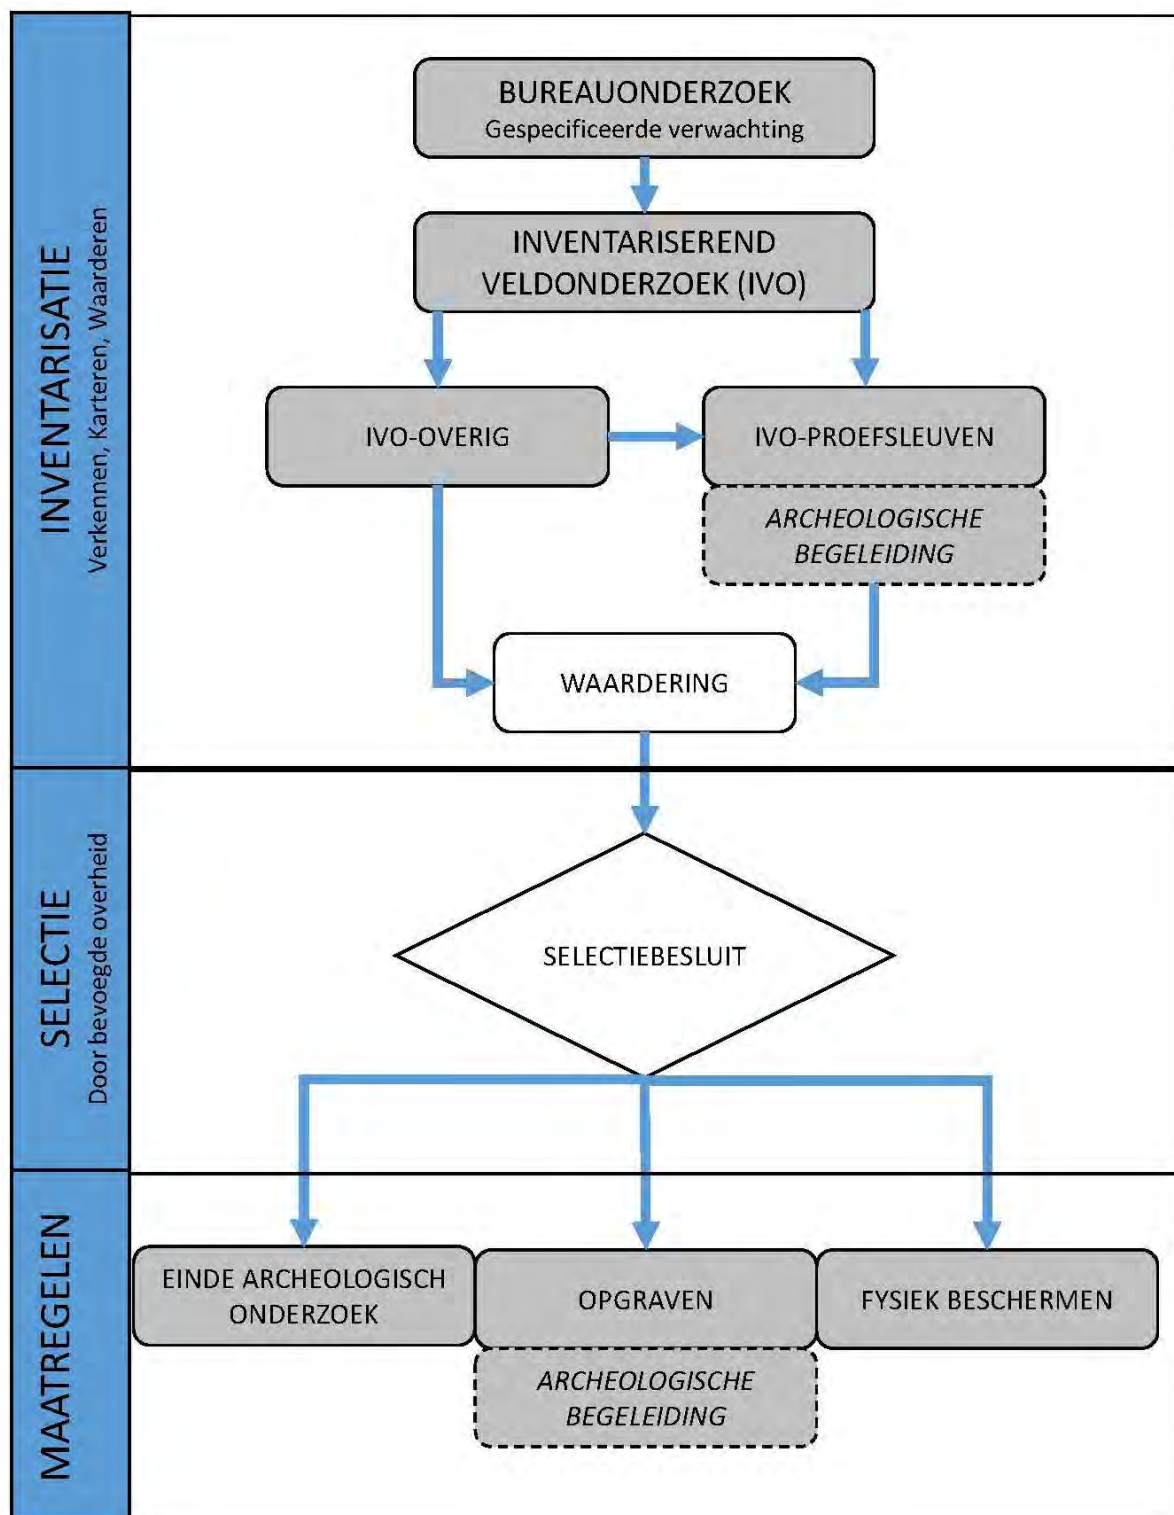 INVENTARISATIE
Verkennen, Karteren, Waarderen
BUREAUONDERZOEK
Gespecificeerde verwachting
INVENTARISEREND
VELDONDERZOEK (IVO)
IVO-OVERIG
IVO-PROEFSLEUVEN
ARCHEOLOGISCHE
BEGELEIDING
WAARDERING
SELECTIE
Door bevoegde overheid
SELECTIEBESLUIT
MAATREGELEN
EINDE ARCHEOLOGISCH
ONDERZOEK
OPGRAVEN
ARCHEOLOGISCHE
BEGELEIDING
FYSIEK BESCHERMEN